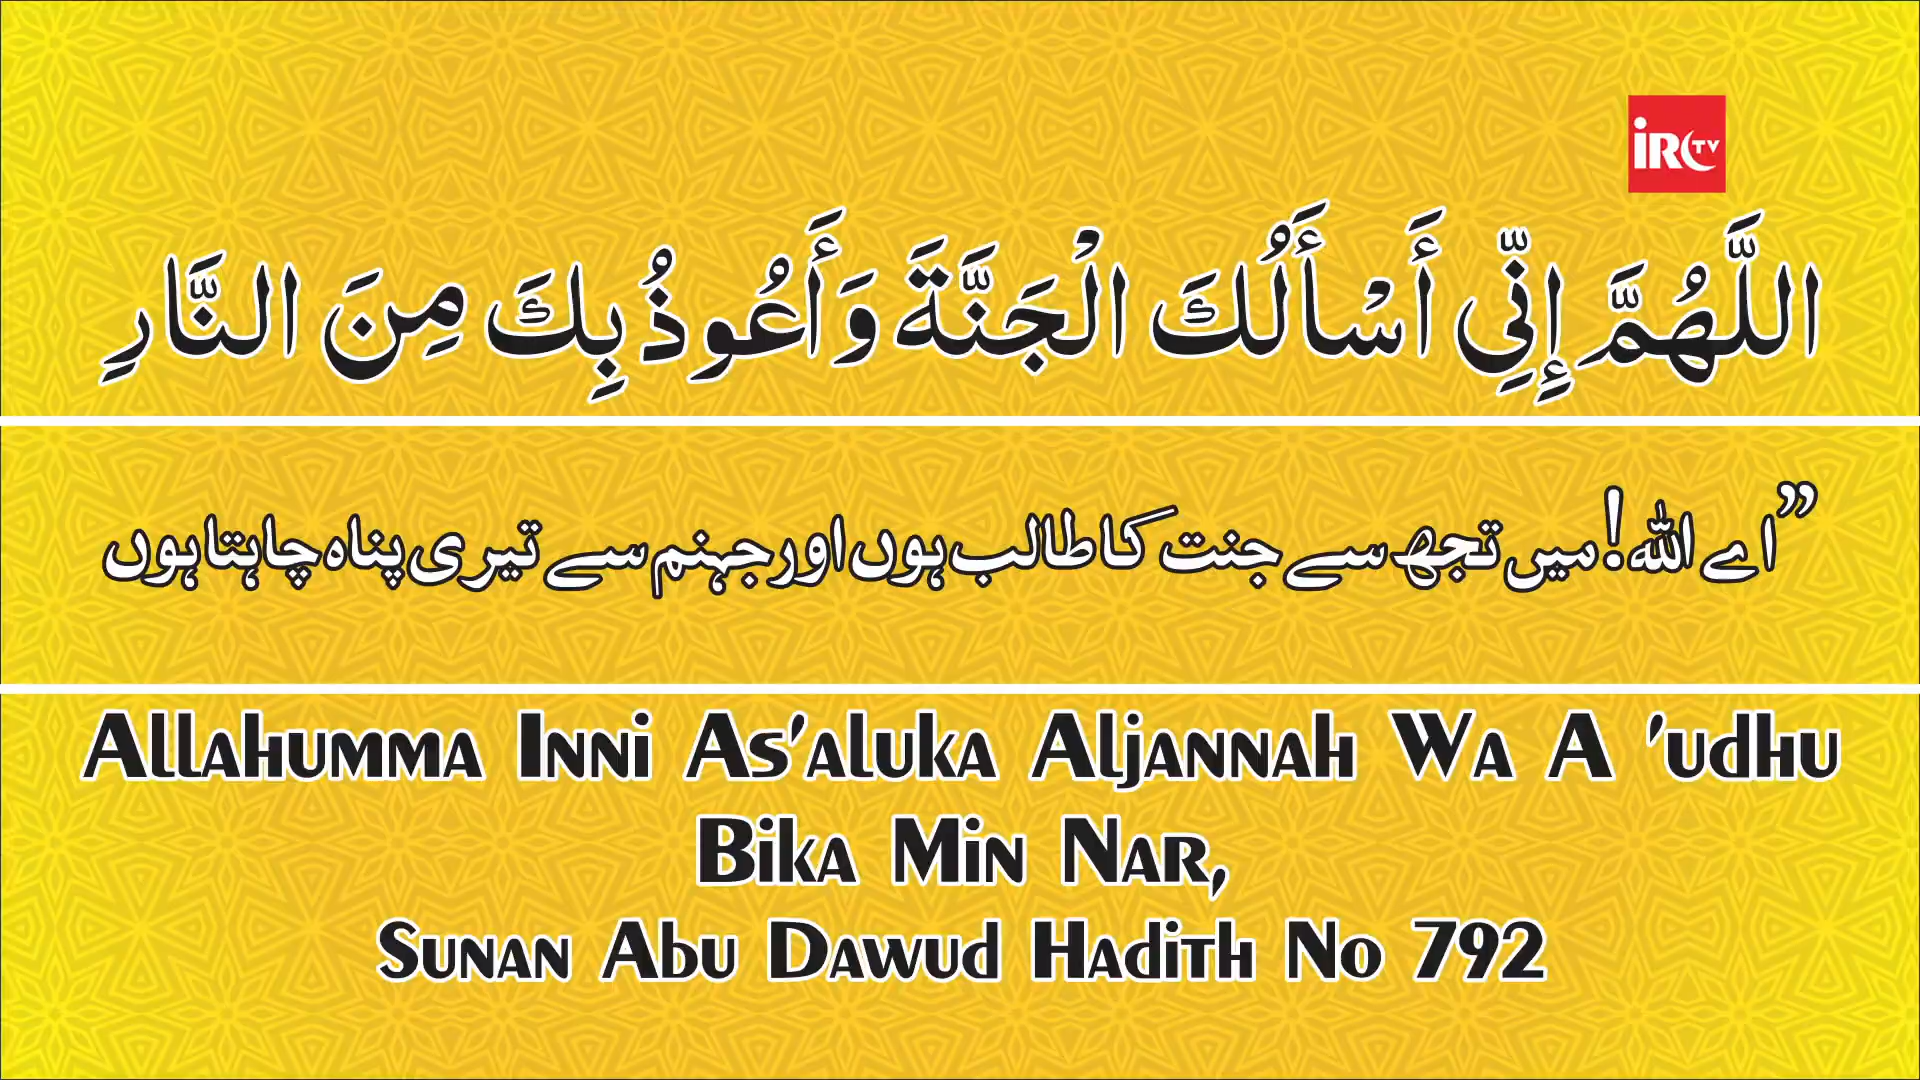 iRC TV
اللَّهُمَّ إِنِّي أَسْأَلُكَ الْجَنَّةَ وَأَعُوذُ بِكَ مِنَ النَّارِ
”اے اللہ! میں تجھ سے جنت کا طالب ہوں اور جہنم سے تیری پناہ چاہتا ہوں
Allahumma Inni As'aluka Aljannah Wa A 'udhu
Bika Min Nar,
Sunan Abu Dawud Hadith No 792